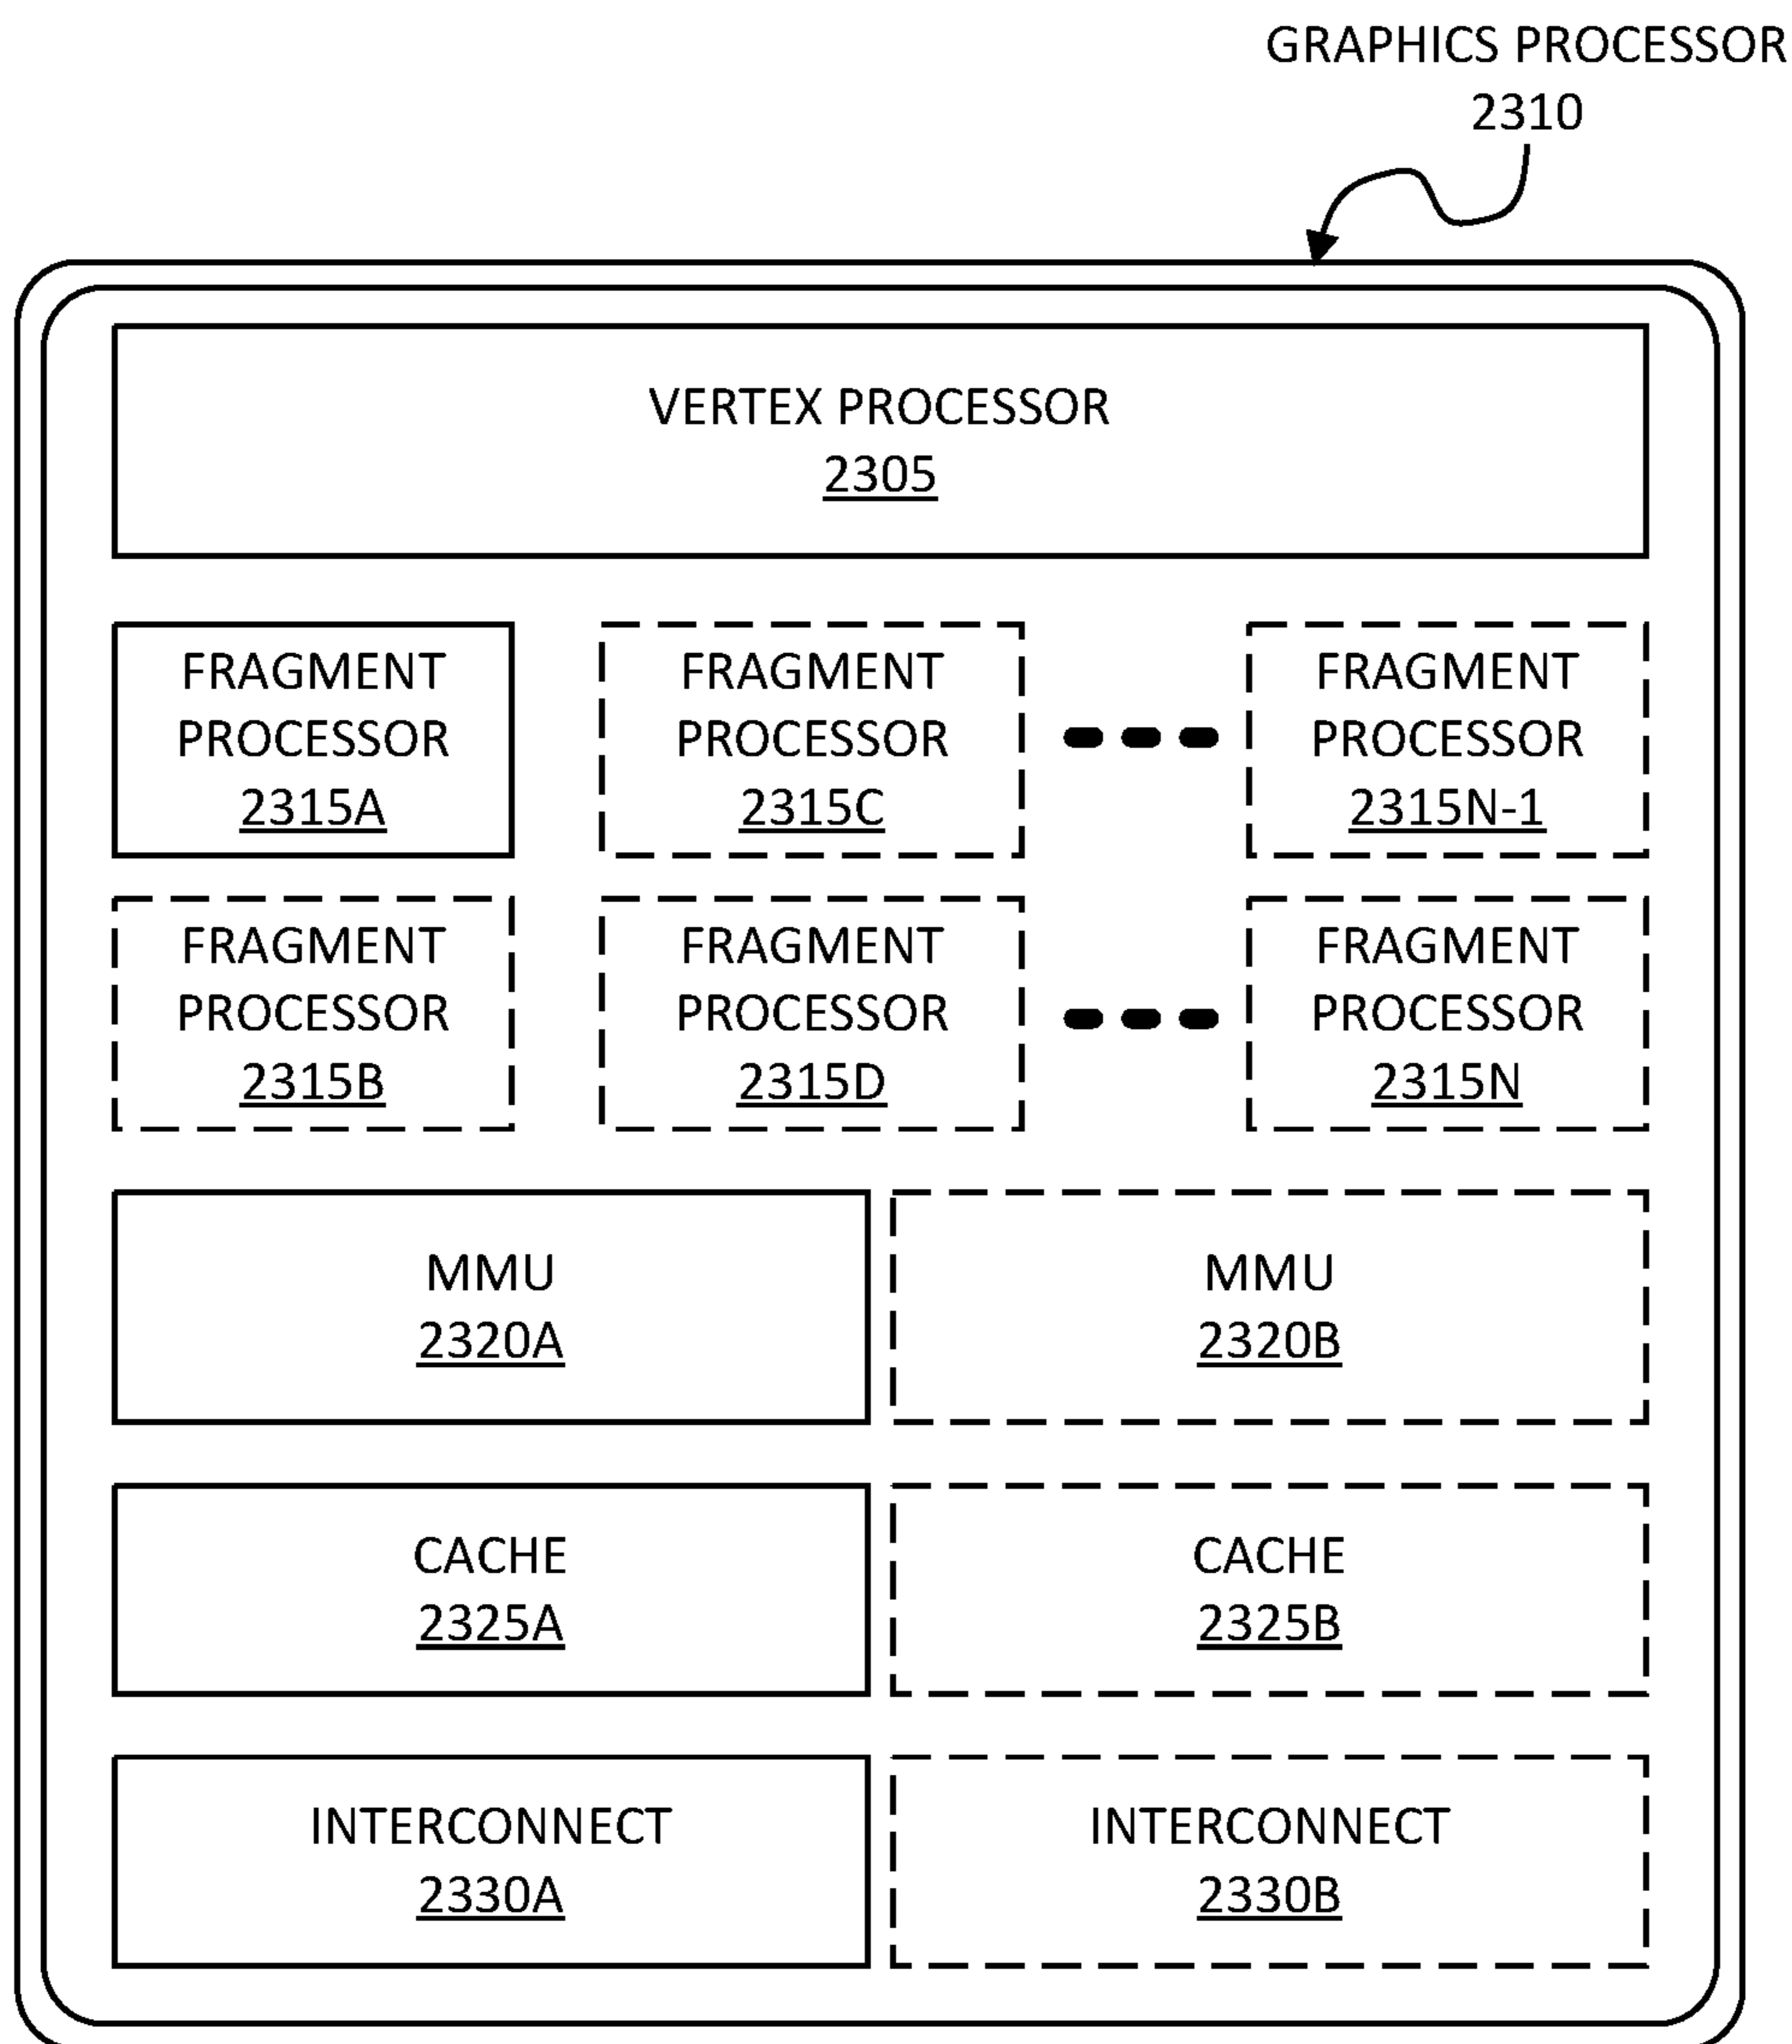 GRAPHICS PROCESSOR
2310
VERTEX PROCESSOR
2305
FRAGMENT
PROCESSOR
2315A
FRAGMENT
PROCESSOR
2315C
FRAGMENT
PROCESSOR
2315N-1
FRAGMENT
PROCESSOR
2315B
FRAGMENT
PROCESSOR
2315D
FRAGMENT
PROCESSOR
2315N
MMU
2320A
MMU
2320B
CACHE
2325A
CACHE
2325B
INTERCONNECT
2330A
INTERCONNECT
2330B